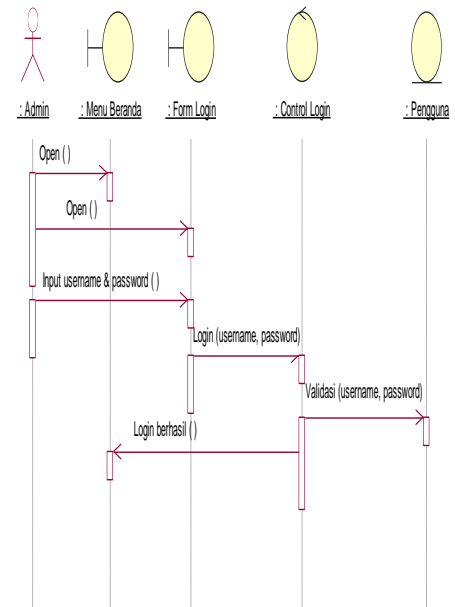 : Admin
: Menu Beranda
: Form Login
: Control Login
: Pengguna
Open ( )
Open ( )
Input username & password ( )
Login (username, password)
Validasi (username, password)
Login berhasil ( )